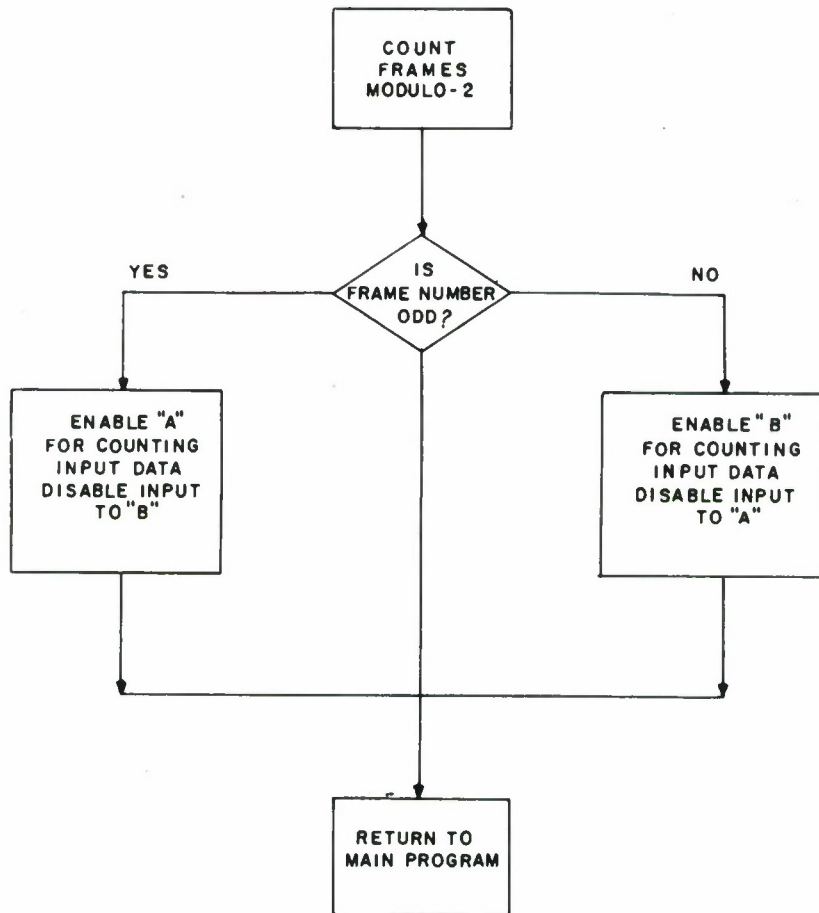 COUNT
FRAMES
MODULO-2
IS
FRAME NUMBER
ODD?
YES
NO
ENABLE "A"
FOR COUNTING
INPUT DATA
DISABLE INPUT
TO "B"
ENABLE "B"
FOR COUNTING
INPUT DATA
DISABLE INPUT
TO "A"
RETURN TO
MAIN PROGRAM